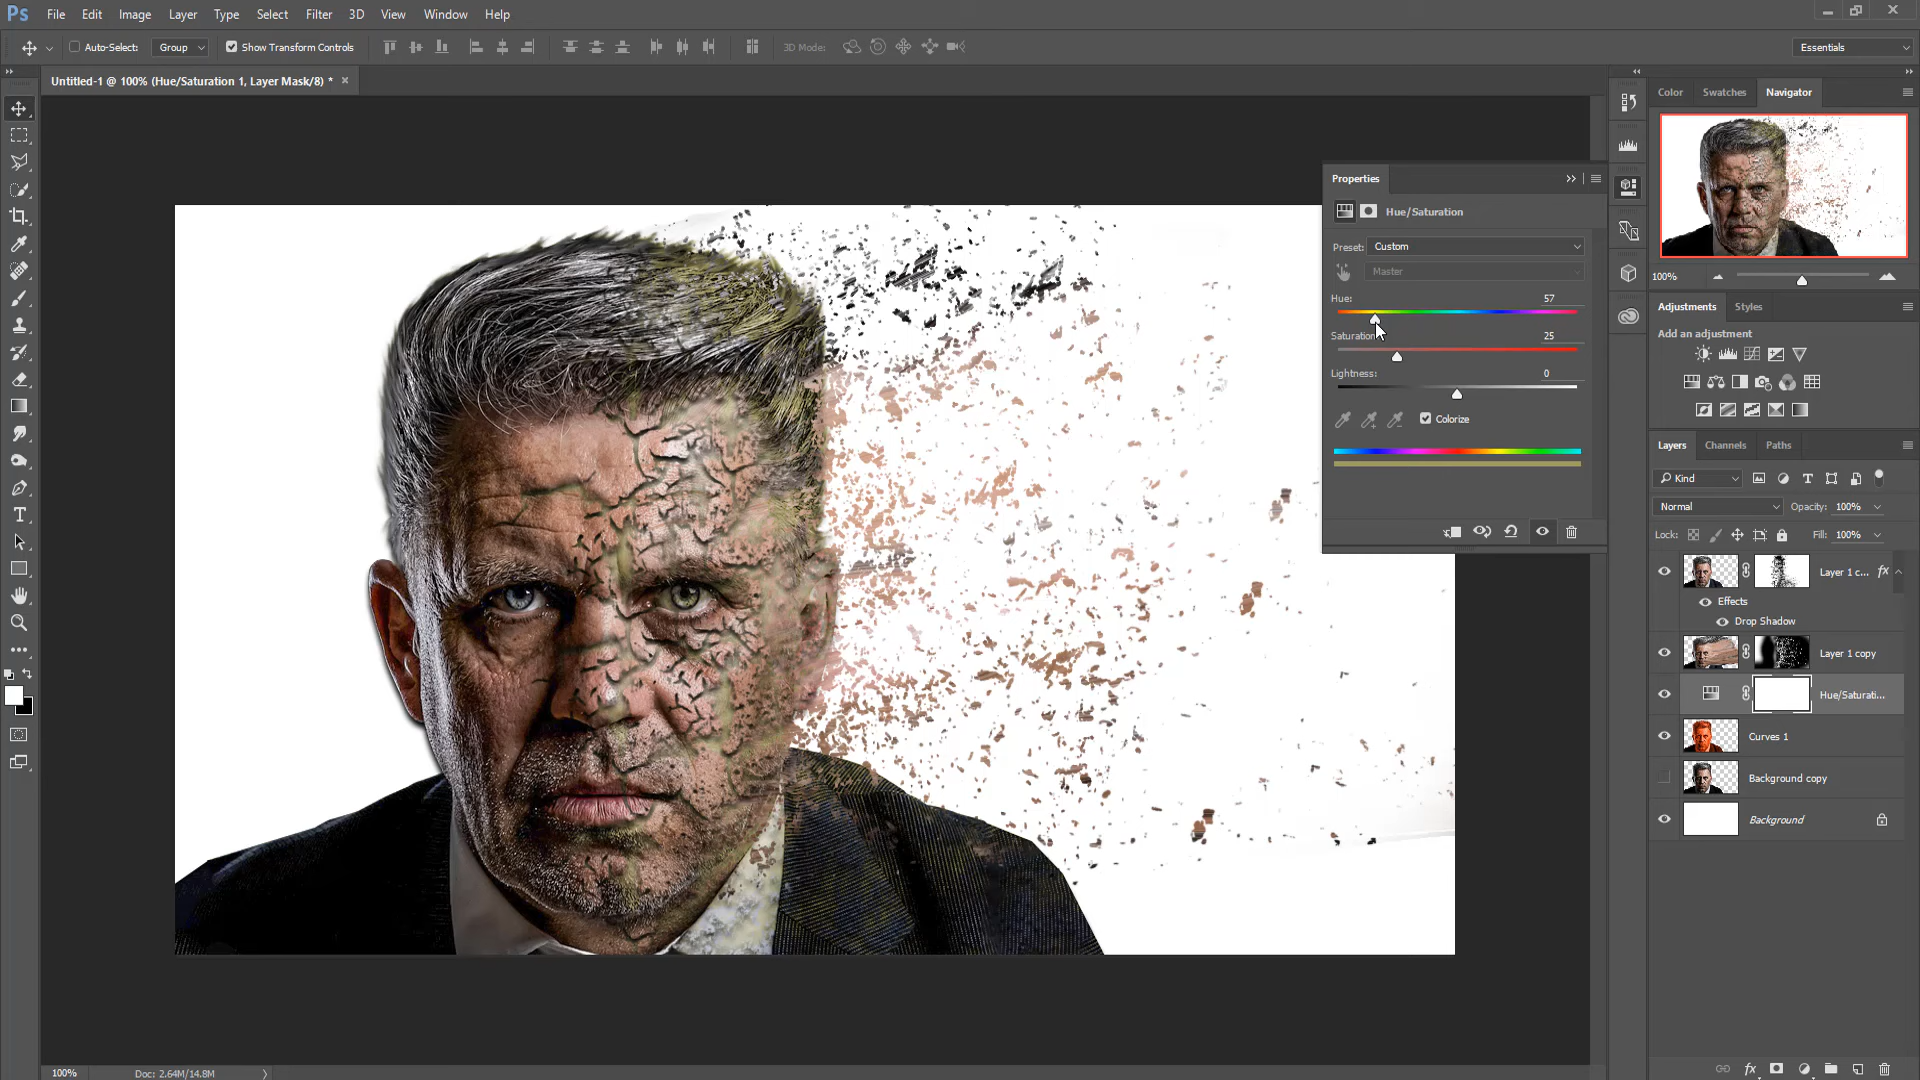 Ps File Edit Image Layer Type Select Filter 3D View Window Help
Auto-Select: Group Show Transform Controls 3D Mode: Essentials
Untitled-1 @ 100% (Hue/Saturation 1, Layer Mask/8) *
Color Swatches Navigator
100%
Properties
Hue/Saturation
Preset: Custom
Master
Hue: 57
Saturation: 25
Lightness: 0
Colorize
Adjustments Styles
Add an adjustment
Layers Channels Paths
Kind
Normal Opacity: 100%
Lock: Fill: 100%
Layer 1 c... fx
Effects
Drop Shadow
Layer 1 copy
Hue/Saturati...
Curves 1
Background copy
Background
fx
100% Doc: 2.64M/14.8M